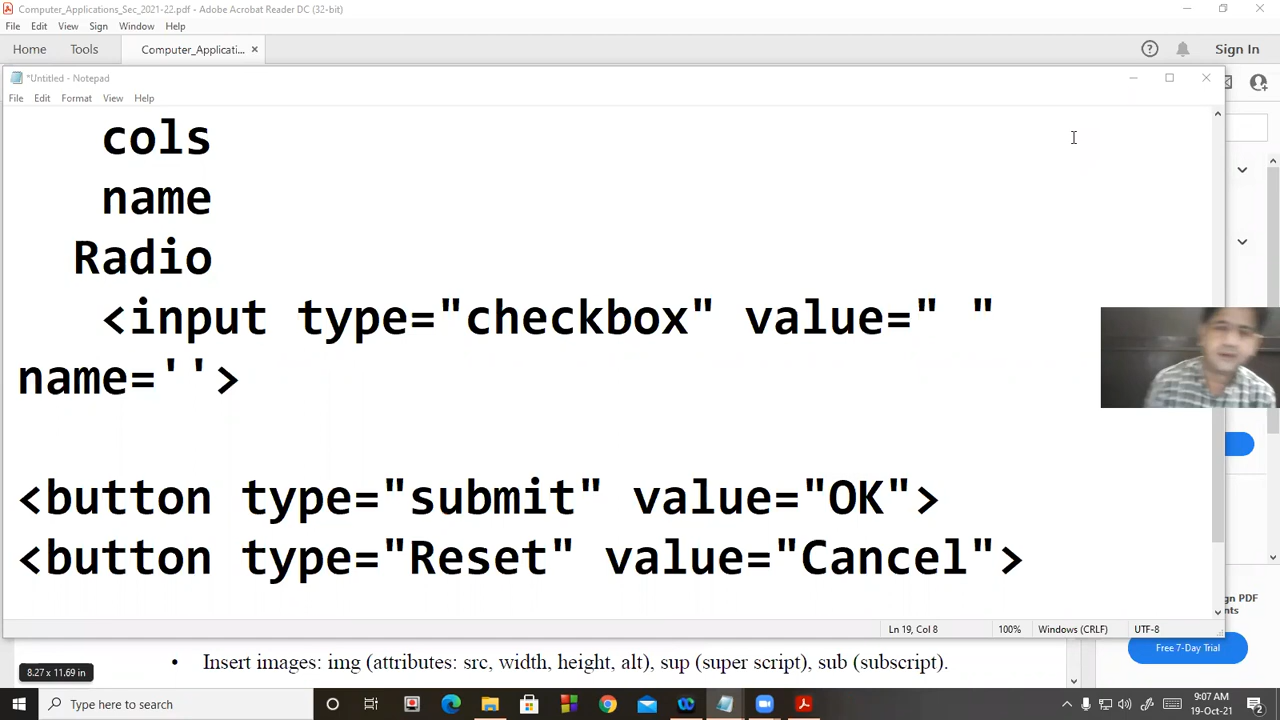 Computer_Applications_Sec_2021-22.pdf - Adobe Acrobat Reader DC (32-bit)
File Edit View Sign Window Help
Home Tools Computer_Applicati... × Sign In
*Untitled - Notepad
File Edit Format View Help
cols
name
Radio
<input type="checkbox" value=" "
name=''>
<button type="submit" value="OK">
<button type="Reset" value="Cancel">
Ln 19, Col 8 100% Windows (CRLF) UTF-8
gn PDF
nts
Free 7-Day Trial
• Insert images: img (attributes: src, width, height, alt), sup (super script), sub (subscript).
8.27 x 11.69 in
Type here to search
9:07 AM
19-Oct-21
2